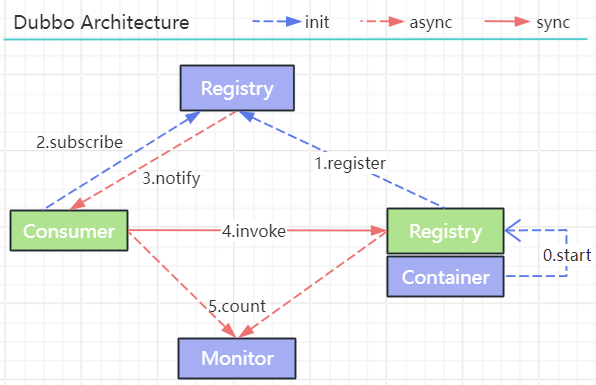 Dubbo Architecture
init
async
sync
Registry
2.subscribe
3.notify
1.register
Consumer
4.invoke
Registry
Container
0.start
5.count
Monitor